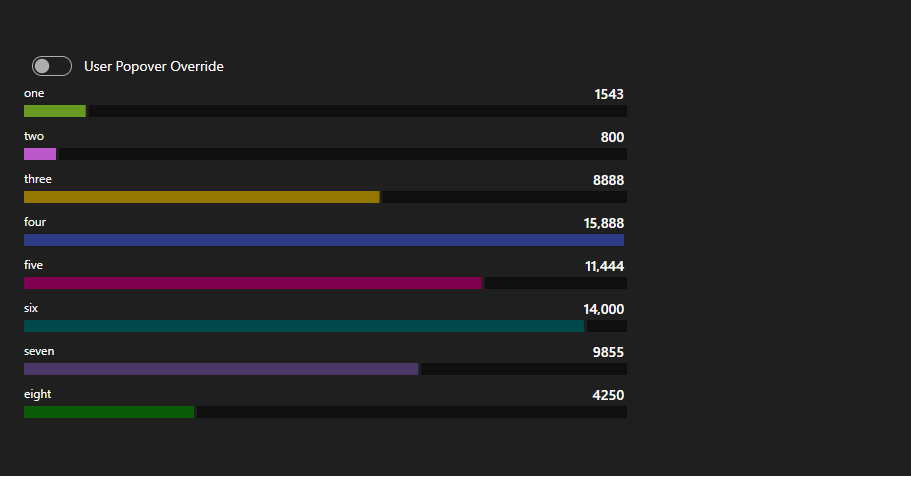 User Popover Override
one 1543
two 800
three 8888
four 15,888
five 11,444
six 14,000
seven 9855
eight 4250